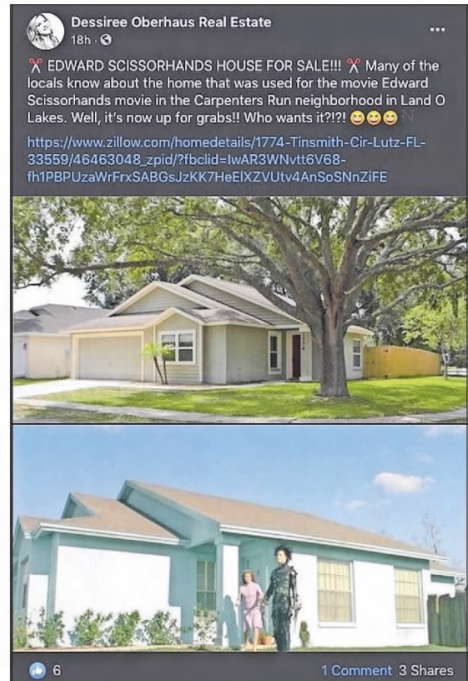 Dessiree Oberhaus Real Estate
18h
EDWARD SCISSORHANDS HOUSE FOR SALE!!! Many of the
locals know about the home that was used for the movie Edward
Scissorhands movie in the Carpenters Run neighborhood in Land O
Lakes. Well, it's now up for grabs!! Who wants it?!?!
https://www.zillow.com/homedetails/1774-Tinsmith-Cir-Lutz-FL-
33559/46463048_zpid/?fbclid=IwAR3WNvtt6V68-
fh1PBPUzaWrFrxSABGsJzKK7HeElXZVUtv4AnSoSNnZiFE
6
1 Comment 3 Shares